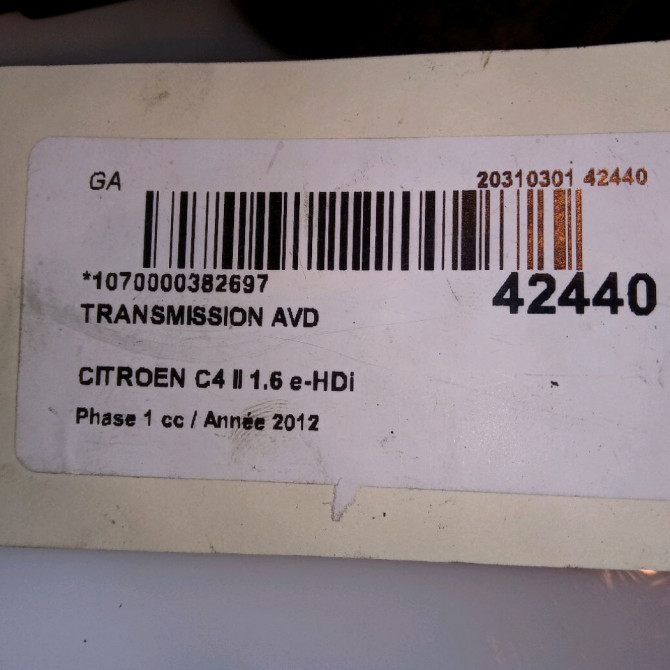 GA
20310301 42440
*1070000382697
42440
TRANSMISSION AVD
CITROEN C4 II 1.6 e-HDi
Phase 1 cc / Année 2012